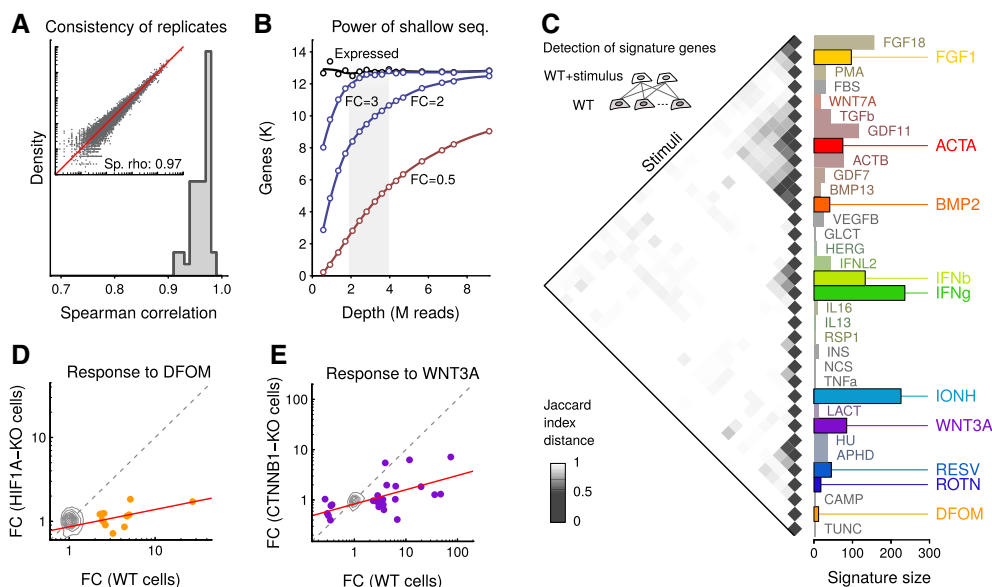 A
Consistency of replicates
Density
Sp. rho: 0.97
0.7
0.8
0.9
1.0
Spearman correlation
B
Power of shallow seq.
Genes (K)
14
12
10
8
6
4
2
0
Expressed
FC=3
FC=2
FC=0.5
0
2
4
6
8
Depth (M reads)
C
Detection of signature genes
WT+stimulus
WT
Stimuli
Jaccard
index
distance
1
0.5
0
FGF18
FGF1
PMA
FBS
WNT7A
TGFb
GDF11
ACTA
ACTB
GDF7
BMP13
BMP2
VEGFB
GLCT
HERG
IFNL2
IFNb
IFNg
IL16
IL13
RSP1
INS
NCS
TNFa
IONH
LACT
WNT3A
HU
APHD
RESV
ROTN
CAMP
DFOM
TUNC
0
100
200
300
Signature size
D
Response to DFOM
FC (HIF1A−KO cells)
10
1
1
10
FC (WT cells)
E
Response to WNT3A
FC (CTNNB1−KO cells)
100
10
1
1
10
100
FC (WT cells)